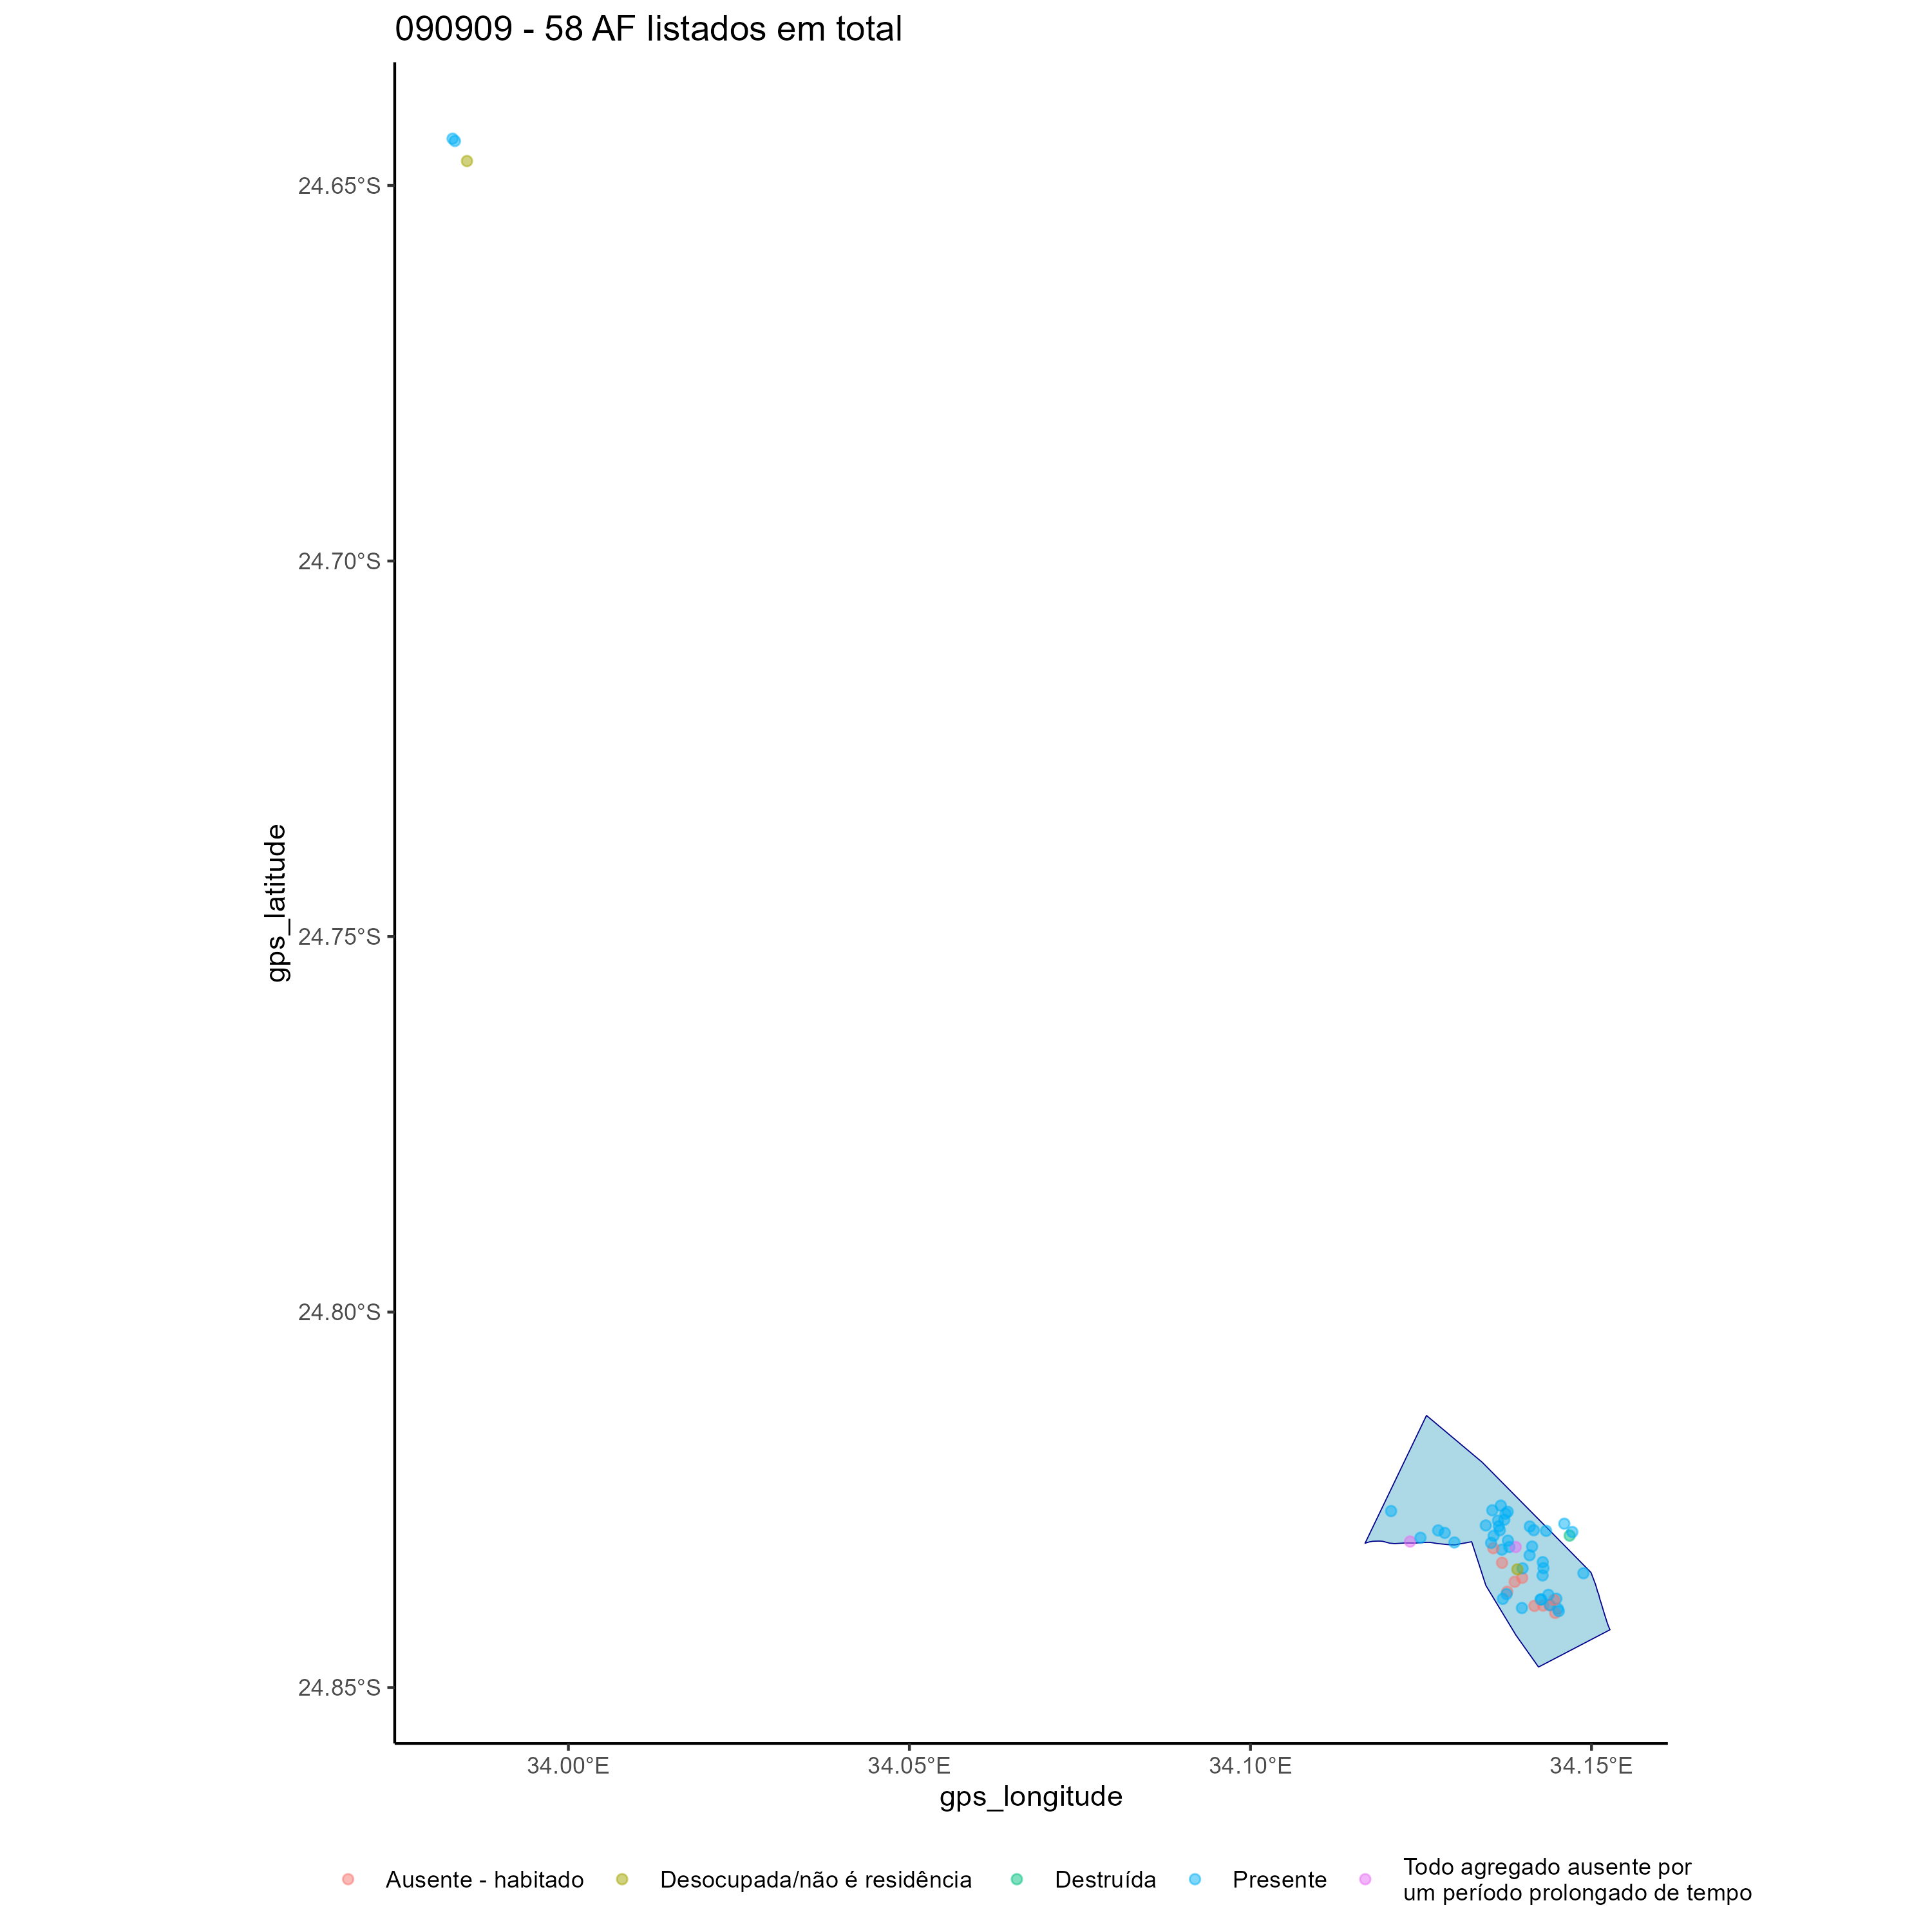 090909 - 58 AF listados em total
24.65°S
24.70°S
24.75°S
24.80°S
24.85°S
gps_latitude
34.00°E
34.05°E
34.10°E
34.15°E
gps_longitude
Ausente - habitado
Desocupada/não é residência
Destruída
Presente
Todo agregado ausente por
um período prolongado de tempo